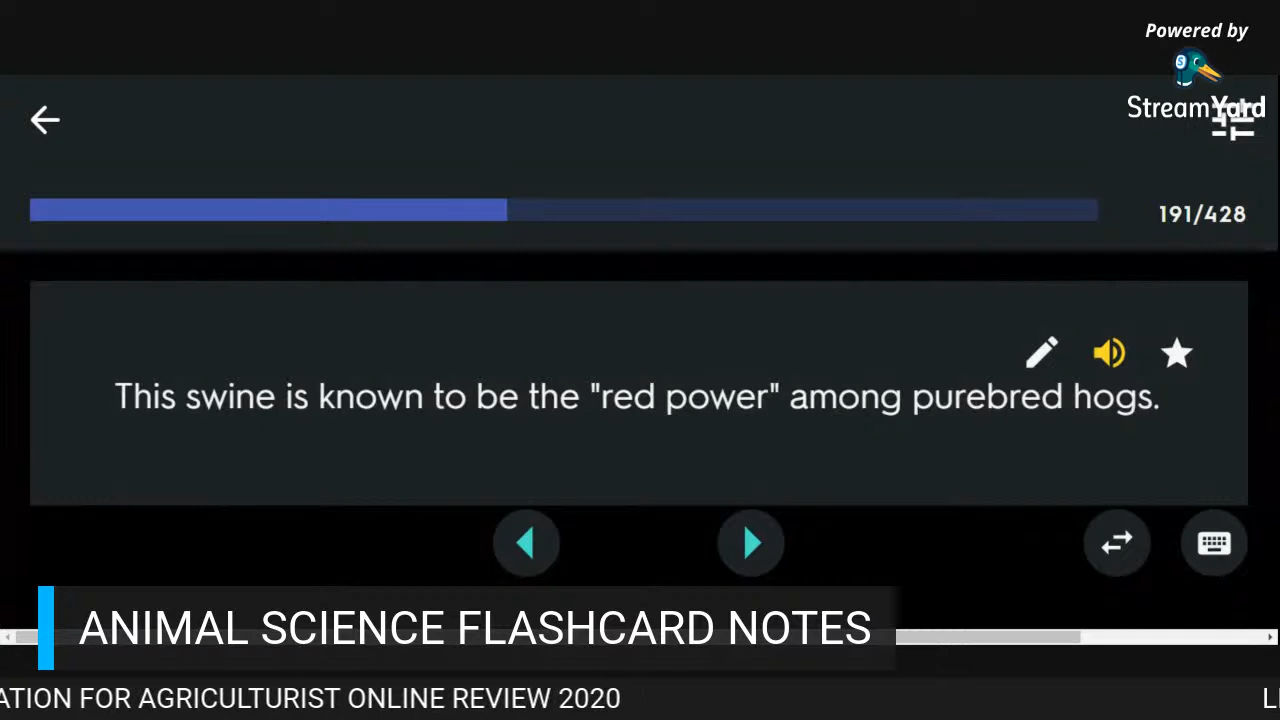 Powered by
StreamYard
191/428
This swine is known to be the "red power" among purebred hogs.
ANIMAL SCIENCE FLASHCARD NOTES
ATION FOR AGRICULTURIST ONLINE REVIEW 2020